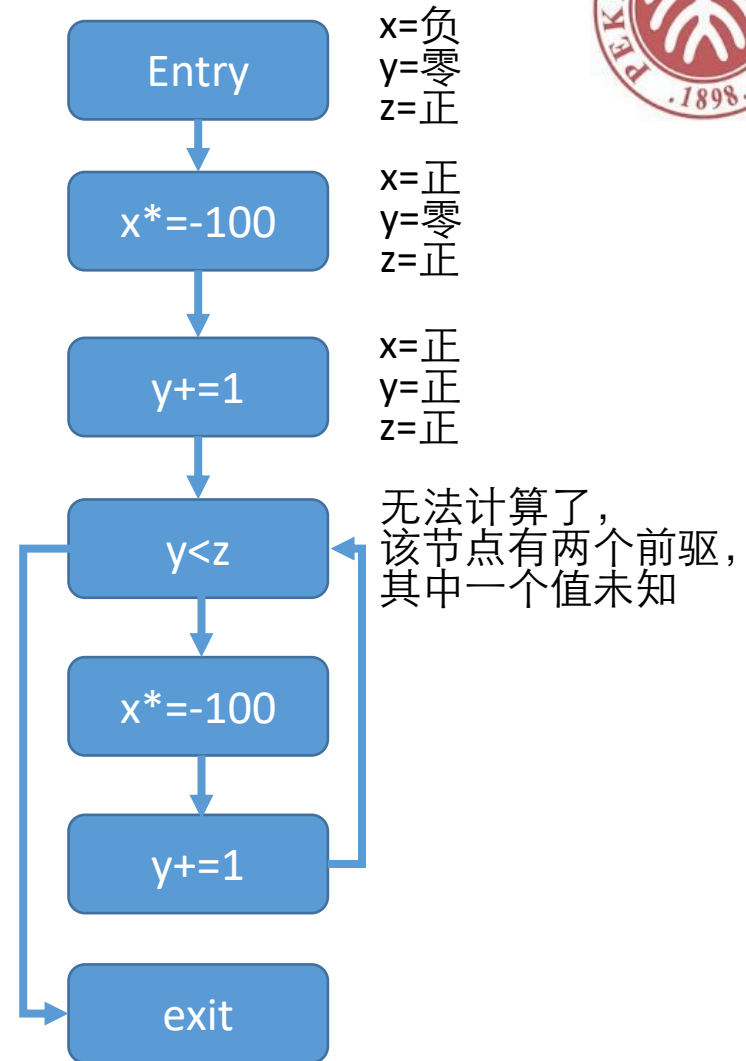 Entry
x=负
y=零
z=正
PEK
·1898·
x*=-100
x=正
y=零
z=正
y+=1
x=正
y=正
z=正
y<z
无法计算了，
该节点有两个前驱，
其中一个值未知
x*=-100
y+=1
exit